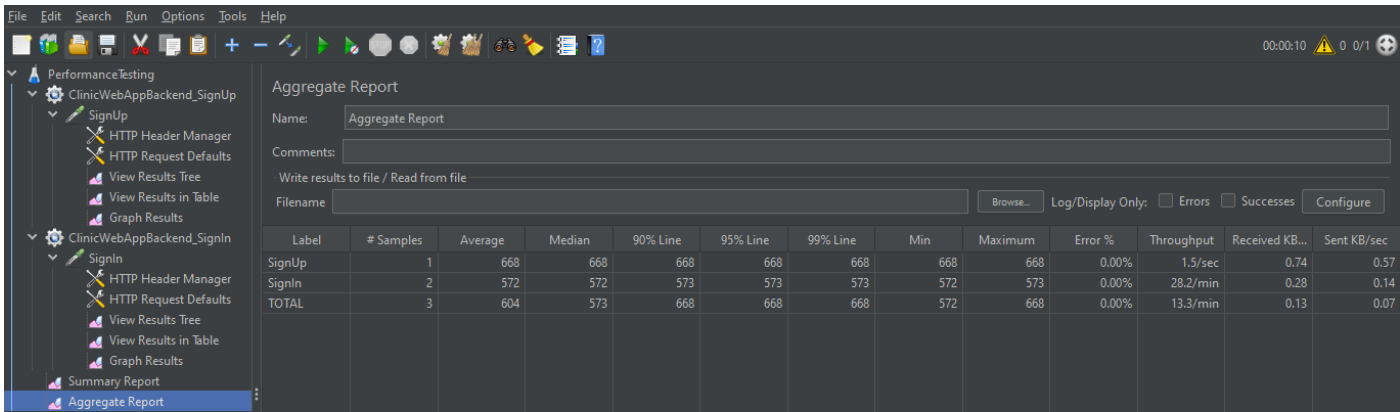 File Edit Search Run Options Tools Help
STOP
00:00:10 0 0/1
PerformanceTesting
ClinicWebAppBackend_SignUp
SignUp
HTTP Header Manager
HTTP Request Defaults
View Results Tree
View Results in Table
Graph Results
ClinicWebAppBackend_SignIn
SignIn
HTTP Header Manager
HTTP Request Defaults
View Results Tree
View Results in Table
Graph Results
Summary Report
Aggregate Report
Aggregate Report
Name: Aggregate Report
Comments:
Write results to file / Read from file
Filename Browse... Log/Display Only: Errors Successes Configure
Label # Samples Average Median 90% Line 95% Line 99% Line Min Maximum Error % Throughput Received KB... Sent KB/sec
SignUp 1 668 668 668 668 668 668 668 0.00% 1.5/sec 0.74 0.57
SignIn 2 572 572 573 573 573 572 573 0.00% 28.2/min 0.28 0.14
TOTAL 3 604 573 668 668 668 572 668 0.00% 13.3/min 0.13 0.07